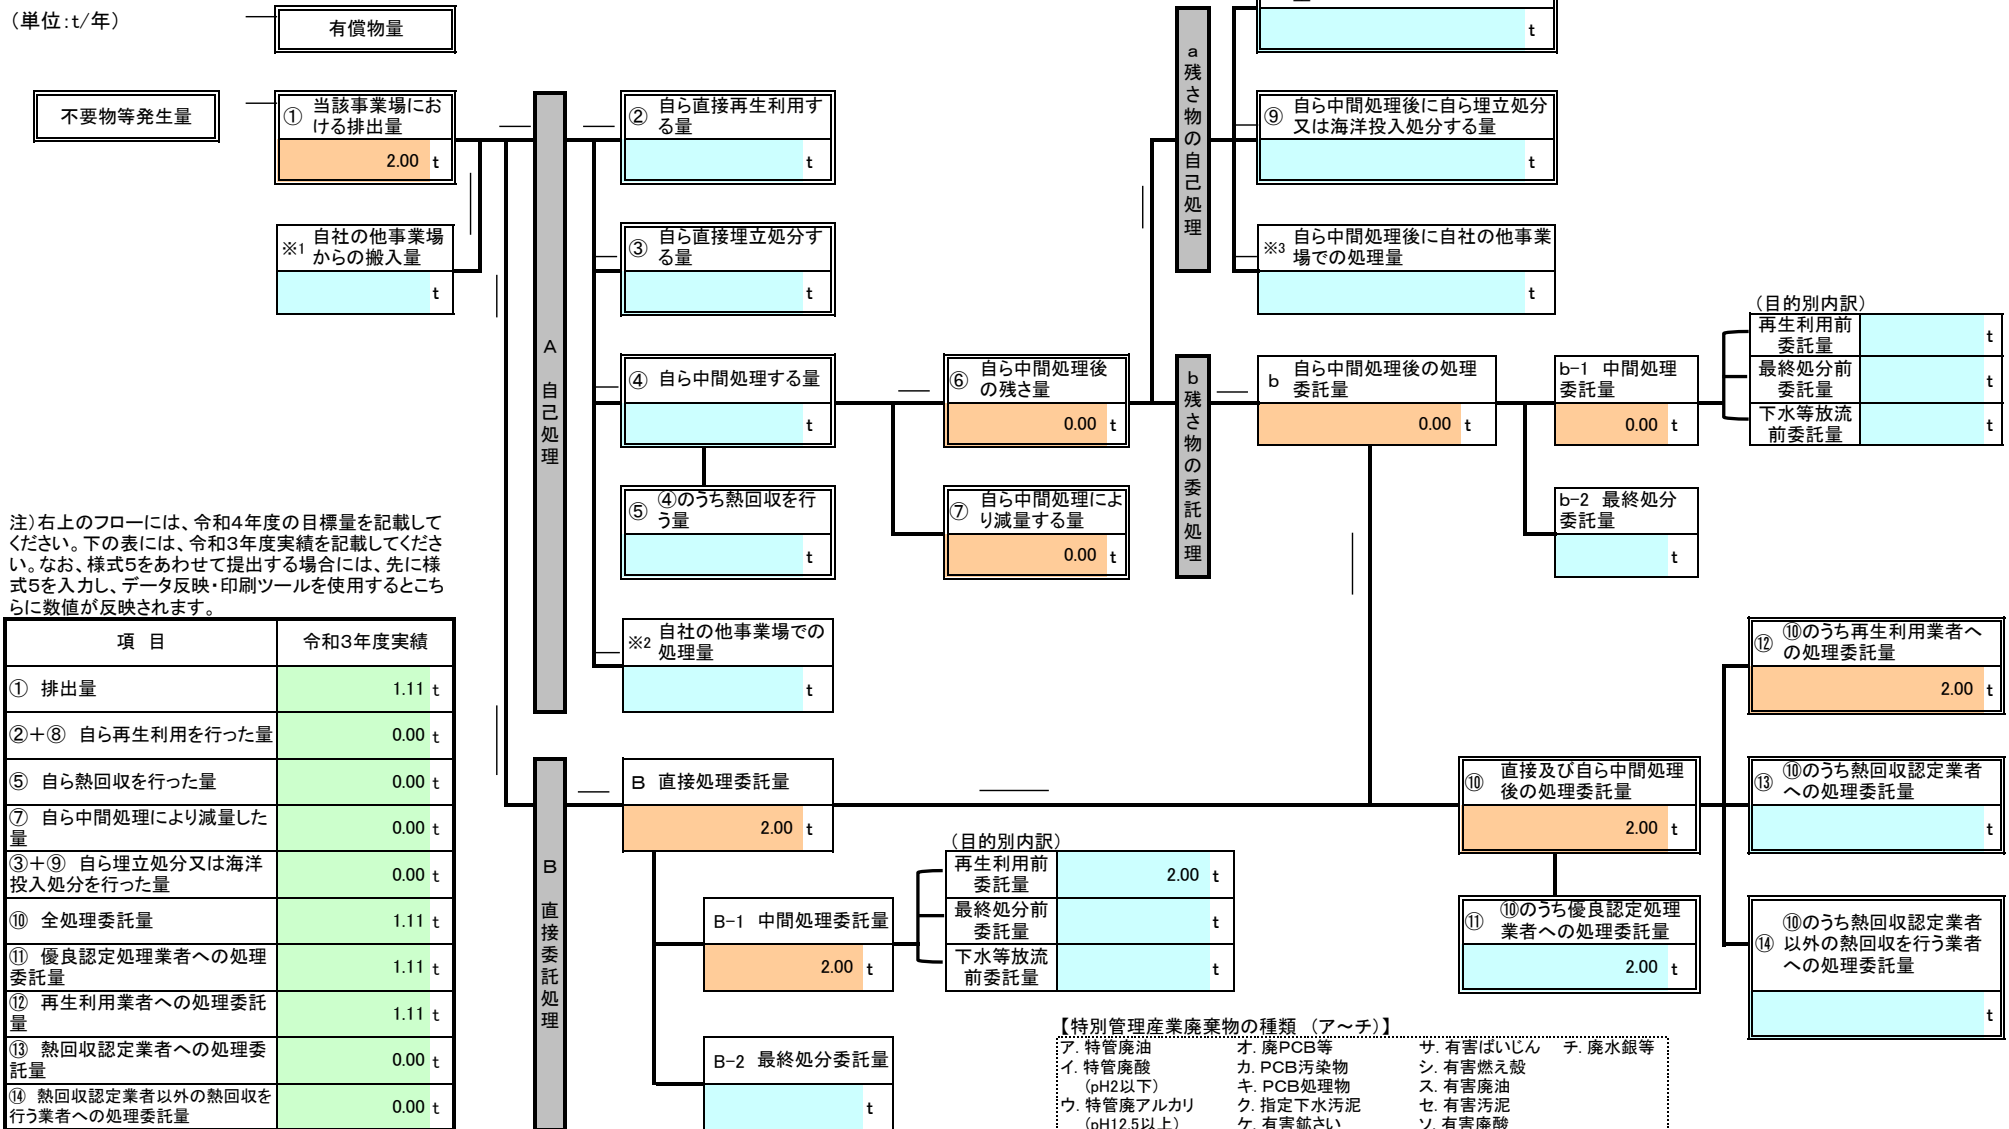 （単位:t/年）
有償物量
t
不要物等発生量
① 当該事業場にお
ける排出量
2.00 t
※1 自社の他事業場
からの搬入量
t
A 自己処理
② 自ら直接再生利用す
る量
t
③ 自ら直接埋立処分す
る量
t
④ 自ら中間処理する量
t
⑤ ④のうち熱回収を行
う量
t
※2 自社の他事業場での
処理量
t
⑥ 自ら中間処理後
の残さ量
0.00 t
⑦ 自ら中間処理によ
り減量する量
0.00 t
a 残さ物の自己処理
⑨ 自ら中間処理後に自ら埋立処分
又は海洋投入処分する量
t
※3 自ら中間処理後に自社の他事業
場での処理量
t
b 残さ物の委託処理
b 自ら中間処理後の処理
委託量
0.00 t
b-1 中間処理
委託量
0.00 t
b-2 最終処分
委託量
t
（目的別内訳）
再生利用前
委託量
t
最終処分前
委託量
t
下水等放流
前委託量
t
注）右上のフローには、令和4年度の目標量を記載して
ください。下の表には、令和3年度実績を記載してくださ
い。なお、様式5をあわせて提出する場合には、先に様
式5を入力し、データ反映・印刷ツールを使用するとこち
らに数値が反映されます。
項 目 令和3年度実績
① 排出量 1.11 t
②＋⑧ 自ら再生利用を行った量 0.00 t
⑤ 自ら熱回収を行った量 0.00 t
⑦ 自ら中間処理により減量した
量 0.00 t
③＋⑨ 自ら埋立処分又は海洋
投入処分を行った量 0.00 t
⑩ 全処理委託量 1.11 t
⑪ 優良認定処理業者への処理
委託量 1.11 t
⑫ 再生利用業者への処理委託
量 1.11 t
⑬ 熱回収認定業者への処理委
託量 0.00 t
⑭ 熱回収認定業者以外の熱回収を
行う業者への処理委託量 0.00 t
B 直接委託処理
B 直接処理委託量
2.00 t
B-1 中間処理委託量
2.00 t
B-2 最終処分委託量
t
（目的別内訳）
再生利用前
委託量
2.00 t
最終処分前
委託量
t
下水等放流
前委託量
t
⑩ 直接及び自ら中間処理
後の処理委託量
2.00 t
⑪ ⑩のうち優良認定処理
業者への処理委託量
2.00 t
⑫ ⑩のうち再生利用業者へ
の処理委託量
2.00 t
⑬ ⑩のうち熱回収認定業者
への処理委託量
t
⑭ ⑩のうち熱回収認定業者
以外の熱回収を行う業者
への処理委託量
t
【特別管理産業廃棄物の種類 （ア～チ）】
ア. 特管廃油 オ. 廃PCB等 サ. 有害ばいじん チ. 廃水銀等
イ. 特管廃酸 カ. PCB汚染物 シ. 有害燃え殻
（pH2以下） キ. PCB処理物 ス. 有害廃油
ウ. 特管廃アルカリ ク. 指定下水汚泥 セ. 有害汚泥
（pH12.5以上） ケ. 有害鉱さい ソ. 有害廃酸